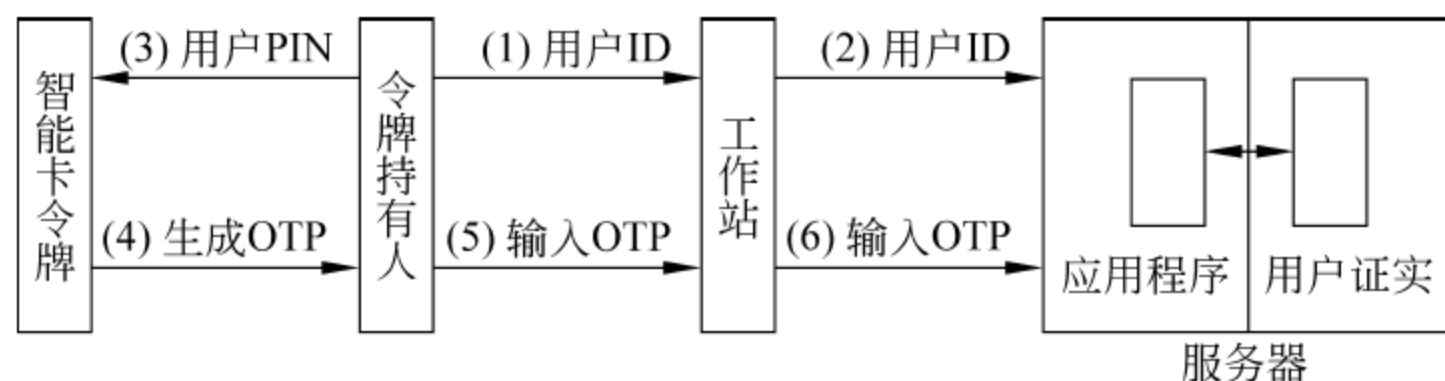 (3) 用户PIN
(1) 用户ID
(2) 用户ID
智能卡令牌
令牌持有人
工作站
(4) 生成OTP
(5) 输入OTP
(6) 输入OTP
应用程序
用户证实
服务器